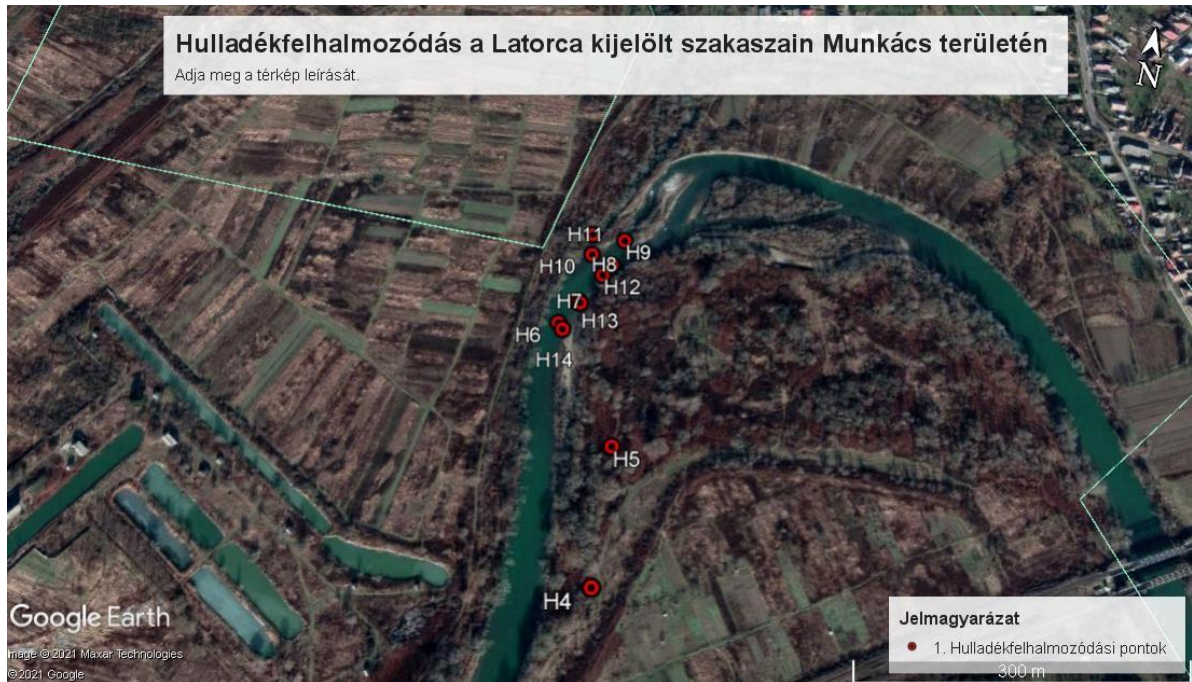 Hulladékfelhalmozódás a Latorca kijelölt szakaszain Munkács területén
Adja meg a térkép leírását.
N
H11
H9
H10
H8
H12
H7
H13
H6
H14
H5
H4
Google Earth
mage © 2021 Maxar Technologies
© 2021 Google
Jelmagyarázat
1. Hulladékfelhalmozódási pontok
300 m